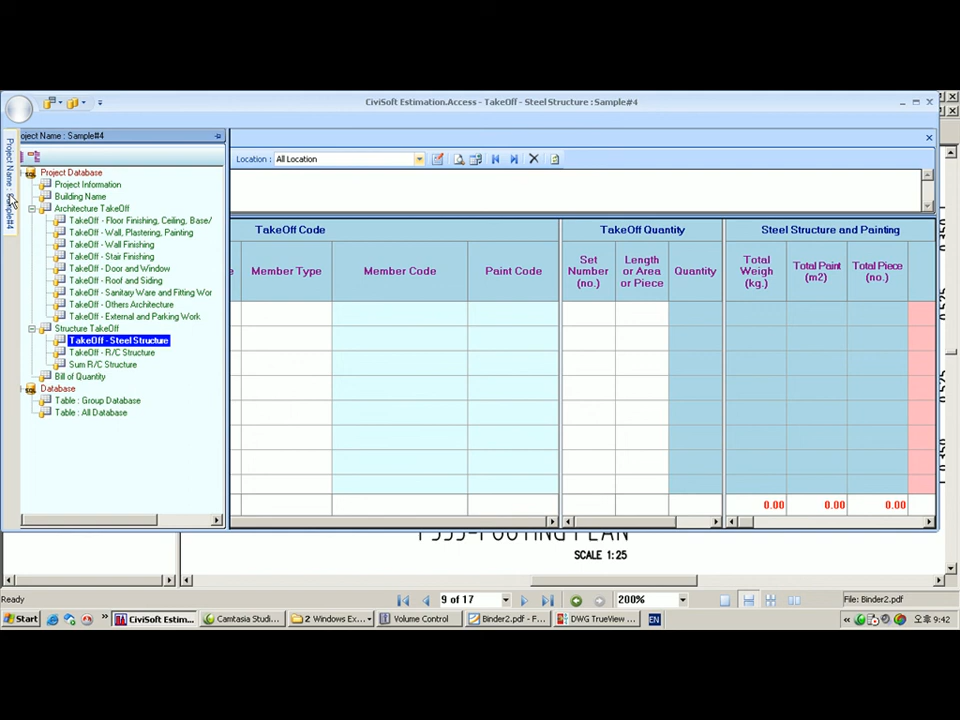 CiviSoft Estimation.Access - TakeOff - Steel Structure : Sample#4
Project Name : Sample#4
oject Name : Sample#4
Location : All Location
Project Database
Project Information
Building Name
Architecture TakeOff
TakeOff - Floor Finishing, Ceiling, Base/
TakeOff - Wall, Plastering, Painting
TakeOff - Wall Finishing
TakeOff - Stair Finishing
TakeOff - Door and Window
TakeOff - Roof and Siding
TakeOff - Sanitary Ware and Fitting Wor
TakeOff - Others Architecture
TakeOff - External and Parking Work
Structure TakeOff
TakeOff - Steel Structure
TakeOff - R/C Structure
Sum R/C Structure
Bill of Quantity
Database
Table : Group Database
Table : All Database
TakeOff Code
TakeOff Quantity
Steel Structure and Painting
e
Member Type
Member Code
Paint Code
Set Number (no.)
Length or Area or Piece
Quantity
Total Weigh (kg.)
Total Paint (m2)
Total Piece (no.)
0.00 0.00 0.00
0.525
0.525
0.350
F355-FOOTING PLAN
SCALE 1:25
Ready
9 of 17
200%
File: Binder2.pdf
Start
CiviSoft Estim...
Camtasia Studi...
2 Windows Ex...
Volume Control
Binder2.pdf - F...
DWG TrueView ...
EN
오후 9:42